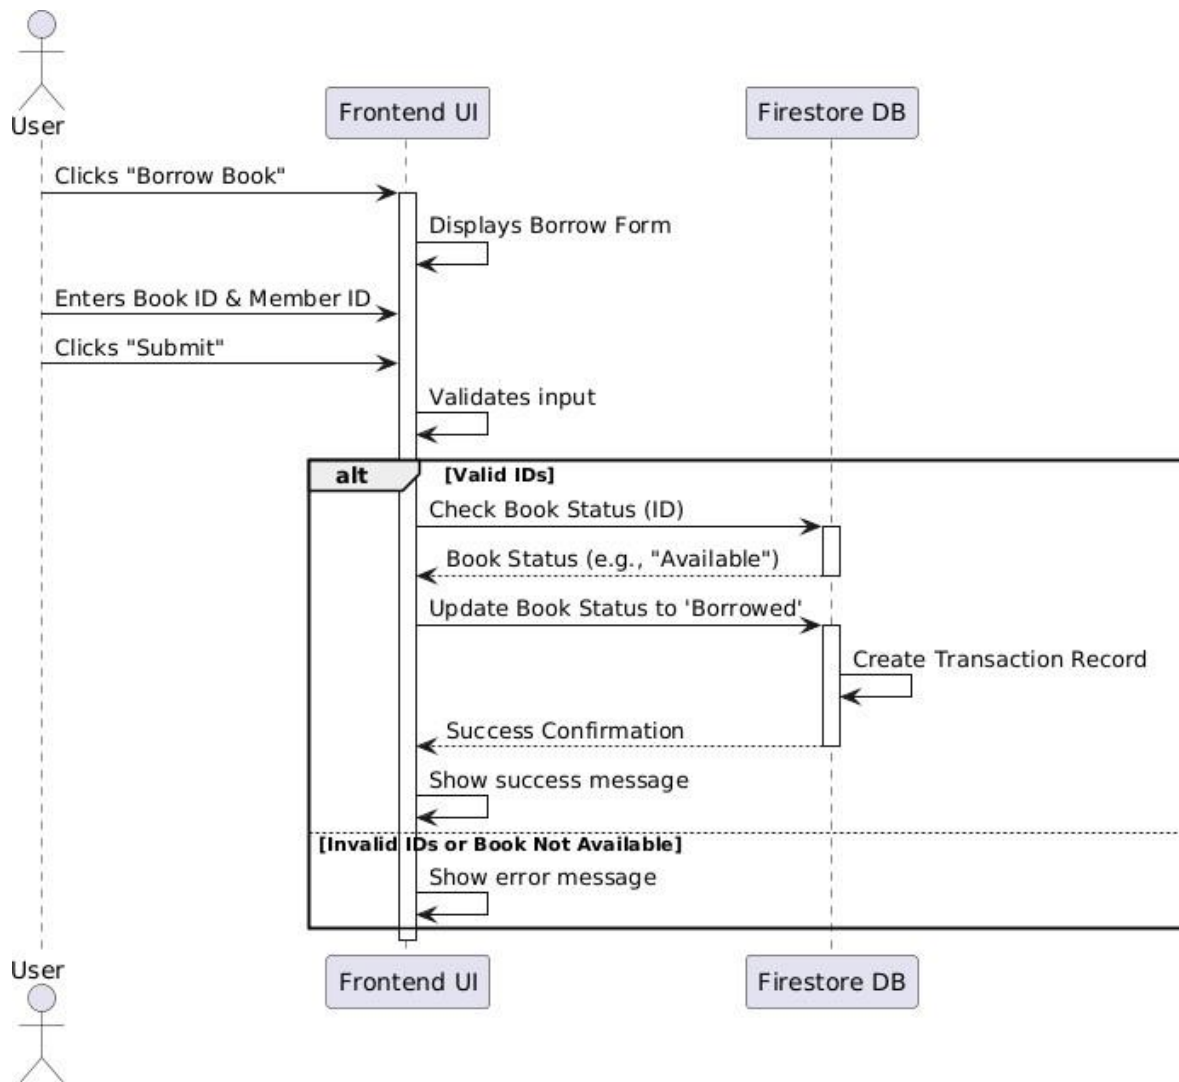 User
Frontend UI
Firestore DB
Clicks "Borrow Book"
Displays Borrow Form
Enters Book ID & Member ID
Clicks "Submit"
Validates input
alt
[Valid IDs]
Check Book Status (ID)
Book Status (e.g., "Available")
Update Book Status to 'Borrowed'
Create Transaction Record
Success Confirmation
Show success message
[Invalid IDs or Book Not Available]
Show error message
User
Frontend UI
Firestore DB